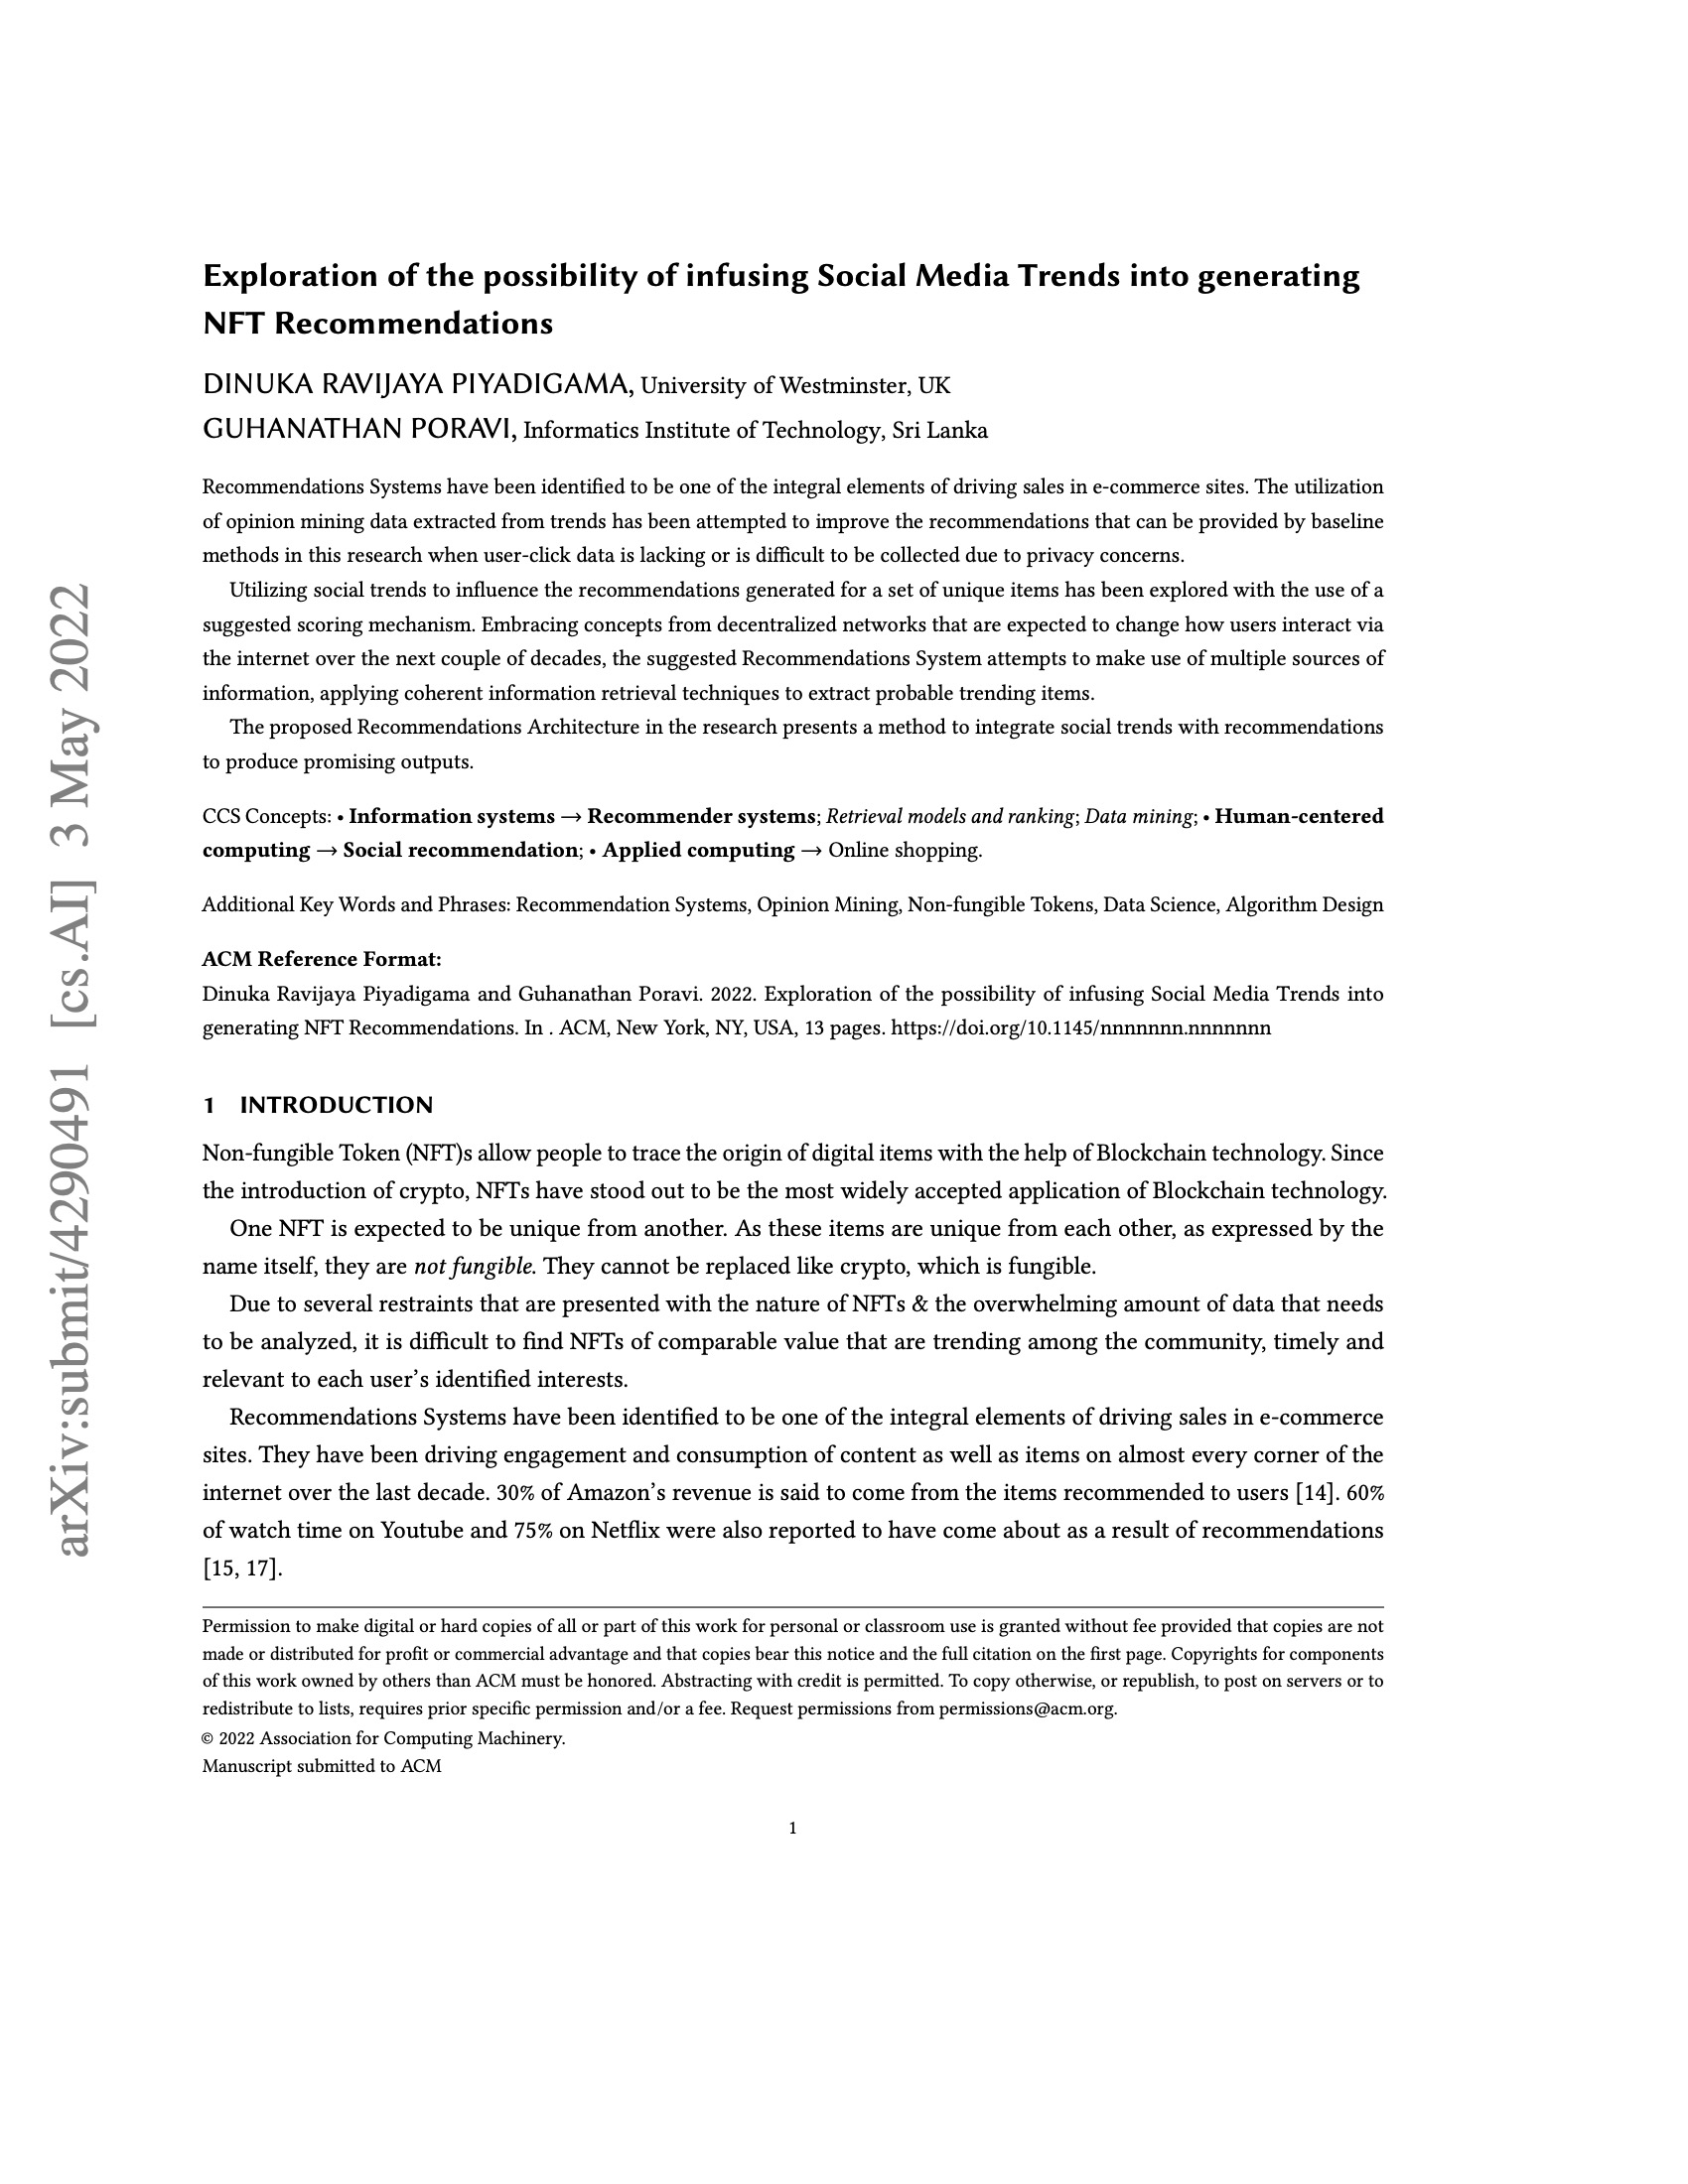 Exploration of the possibility of infusing Social Media Trends into generating
NFT Recommendations
DINUKA RAVIJAYA PIYADIGAMA, University of Westminster, UK
GUHANATHAN PORAVI, Informatics Institute of Technology, Sri Lanka
Recommendations Systems have been identified to be one of the integral elements of driving sales in e-commerce sites. The utilization
of opinion mining data extracted from trends has been attempted to improve the recommendations that can be provided by baseline
methods in this research when user-click data is lacking or is difficult to be collected due to privacy concerns.
Utilizing social trends to influence the recommendations generated for a set of unique items has been explored with the use of a
suggested scoring mechanism. Embracing concepts from decentralized networks that are expected to change how users interact via
the internet over the next couple of decades, the suggested Recommendations System attempts to make use of multiple sources of
information, applying coherent information retrieval techniques to extract probable trending items.
The proposed Recommendations Architecture in the research presents a method to integrate social trends with recommendations
to produce promising outputs.
CCS Concepts: • Information systems → Recommender systems; Retrieval models and ranking; Data mining; • Human-centered
computing → Social recommendation; • Applied computing → Online shopping.
Additional Key Words and Phrases: Recommendation Systems, Opinion Mining, Non-fungible Tokens, Data Science, Algorithm Design
ACM Reference Format:
Dinuka Ravijaya Piyadigama and Guhanathan Poravi. 2022. Exploration of the possibility of infusing Social Media Trends into
generating NFT Recommendations. In . ACM, New York, NY, USA, 13 pages. https://doi.org/10.1145/nnnnnnn.nnnnnnn
1 INTRODUCTION
Non-fungible Token (NFT)s allow people to trace the origin of digital items with the help of Blockchain technology. Since
the introduction of crypto, NFTs have stood out to be the most widely accepted application of Blockchain technology.
One NFT is expected to be unique from another. As these items are unique from each other, as expressed by the
name itself, they are not fungible. They cannot be replaced like crypto, which is fungible.
Due to several restraints that are presented with the nature of NFTs & the overwhelming amount of data that needs
to be analyzed, it is difficult to find NFTs of comparable value that are trending among the community, timely and
relevant to each user’s identified interests.
Recommendations Systems have been identified to be one of the integral elements of driving sales in e-commerce
sites. They have been driving engagement and consumption of content as well as items on almost every corner of the
internet over the last decade. 30% of Amazon’s revenue is said to come from the items recommended to users [14]. 60%
of watch time on Youtube and 75% on Netflix were also reported to have come about as a result of recommendations
[15, 17].
Permission to make digital or hard copies of all or part of this work for personal or classroom use is granted without fee provided that copies are not
made or distributed for profit or commercial advantage and that copies bear this notice and the full citation on the first page. Copyrights for components
of this work owned by others than ACM must be honored. Abstracting with credit is permitted. To copy otherwise, or republish, to post on servers or to
redistribute to lists, requires prior specific permission and/or a fee. Request permissions from permissions@acm.org.
© 2022 Association for Computing Machinery.
Manuscript submitted to ACM
1
arXiv:submit/4290491 [cs.AI] 3 May 2022